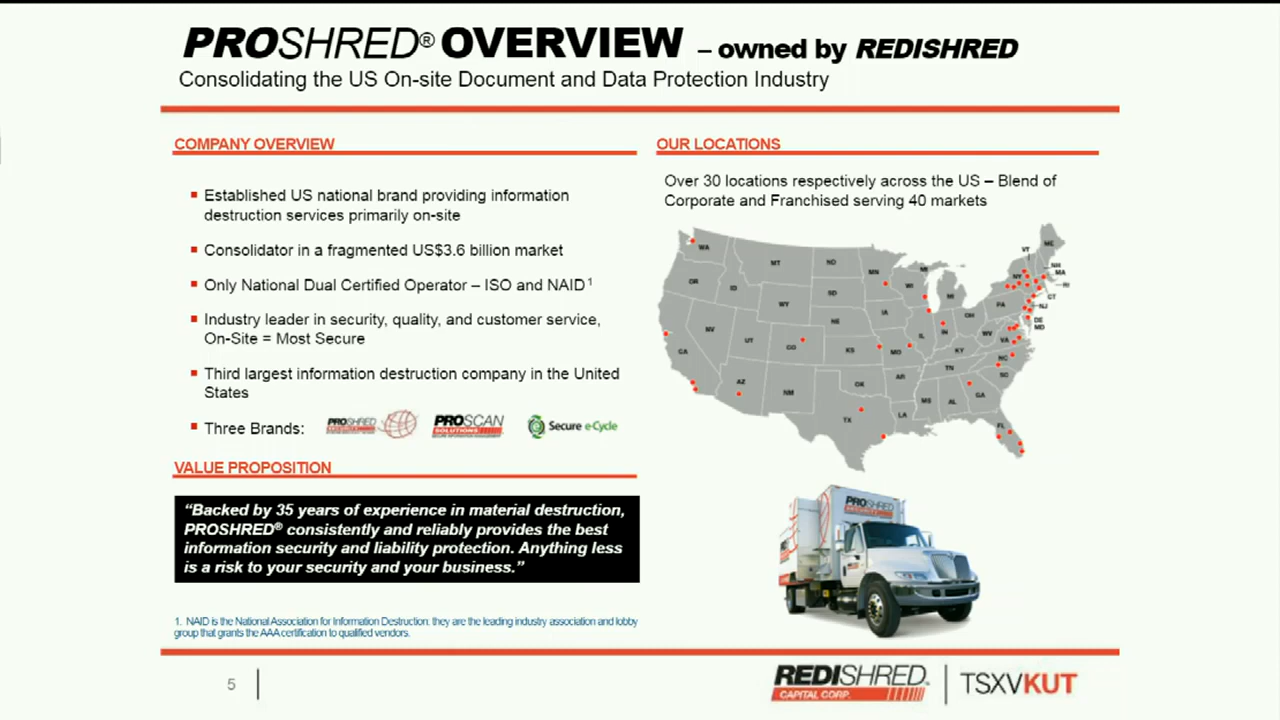 PROSHRED® OVERVIEW – owned by REDISHRED
Consolidating the US On-site Document and Data Protection Industry
COMPANY OVERVIEW
Established US national brand providing information
destruction services primarily on-site
Consolidator in a fragmented US$3.6 billion market
Only National Dual Certified Operator – ISO and NAID1
Industry leader in security, quality, and customer service,
On-Site = Most Secure
Third largest information destruction company in the United
States
Three Brands:
PROSHRED
PROSCAN
SOLUTIONS
Secure e-Cycle
VALUE PROPOSITION
“Backed by 35 years of experience in material destruction,
PROSHRED® consistently and reliably provides the best
information security and liability protection. Anything less
is a risk to your security and your business.”
1. NAID is the National Association for Information Destruction: they are the leading industry association and lobby
group that grants the AAA certification to qualified vendors.
OUR LOCATIONS
Over 30 locations respectively across the US – Blend of
Corporate and Franchised serving 40 markets
WA
MT
ND
MN
MI
VT
ME
NH
MA
RI
CT
NJ
DE
MD
OR
ID
SD
WI
MI
NY
PA
WY
IA
OH
NV
NE
IL
IN
WV
VA
CA
UT
CO
KS
MO
KY
NC
TN
SC
AZ
NM
OK
AR
MS
AL
GA
TX
LA
FL
PROSHRED
5
REDISHRED
CAPITAL CORP.
TSXVKUT